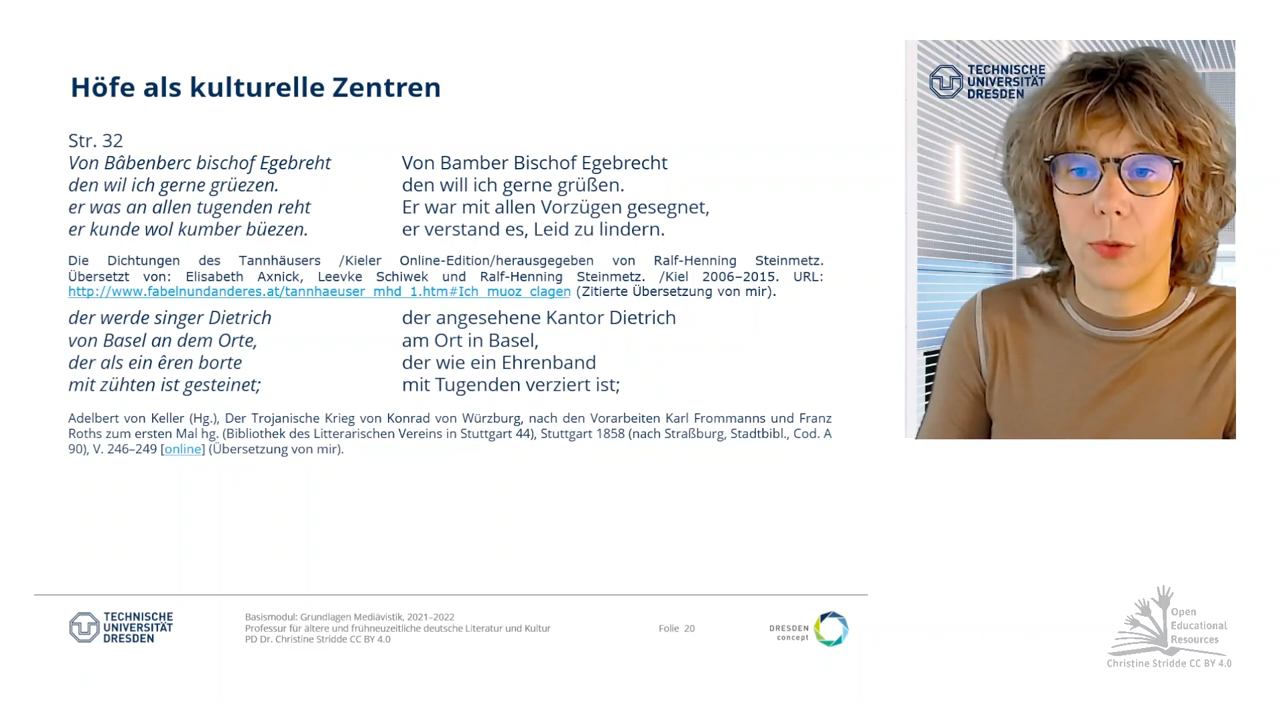 Höfe als kulturelle Zentren
Str. 32
Von Bâbenberc bischof Egebreht
den wil ich gerne grüezen.
er was an allen tugenden reht
er kunde wol kumber büezen.
Von Bamber Bischof Egebrecht
den will ich gerne grüßen.
Er war mit allen Vorzügen gesegnet,
er verstand es, Leid zu lindern.
Die Dichtungen des Tannhäusers /Kieler Online-Edition/herausgegeben von Ralf-Henning Steinmetz.
Übersetzt von: Elisabeth Axnick, Leevke Schiwek und Ralf-Henning Steinmetz. /Kiel 2006–2015. URL:
http://www.fabelnundanderes.at/tannhaeuser_mhd_1.htm#Ich_muoz_clagen (Zitierte Übersetzung von mir).
der werde singer Dietrich
von Basel an dem Orte,
der als ein êren borte
mit zühten ist gesteinet;
der angesehene Kantor Dietrich
am Ort in Basel,
der wie ein Ehrenband
mit Tugenden verziert ist;
Adelbert von Keller (Hg.), Der Trojanische Krieg von Konrad von Würzburg, nach den Vorarbeiten Karl Frommanns und Franz
Roths zum ersten Mal hg. (Bibliothek des Litterarischen Vereins in Stuttgart 44), Stuttgart 1858 (nach Straßburg, Stadtbibl., Cod. A
90), V. 246–249 [online] (Übersetzung von mir).
TECHNISCHE
UNIVERSITÄT
DRESDEN
Basismodul: Grundlagen Mediävistik, 2021–2022
Professur für ältere und frühneuzeitliche deutsche Literatur und Kultur
PD Dr. Christine Stridde CC BY 4.0
Folie 20
DRESDEN
concept
TECHNISCHE
UNIVERSITÄT
DRESDEN
Open
Educational
Resources
Christine Stridde CC BY 4.0